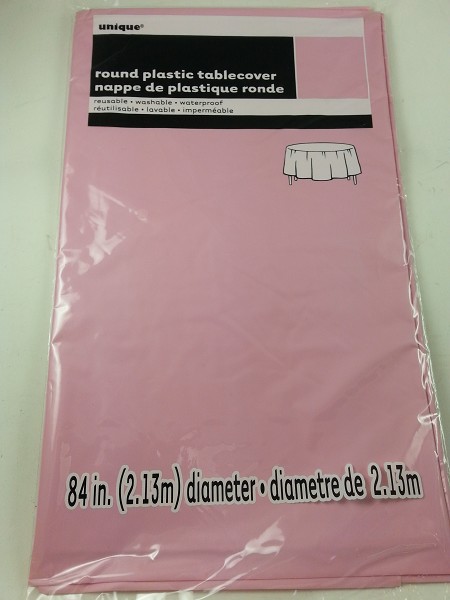 unique®
round plastic tablecover
nappe de plastique ronde
reusable • washable • waterproof
réutilisable • lavable • imperméable
84 in. (2.13m) diameter • diametre de 2.13m